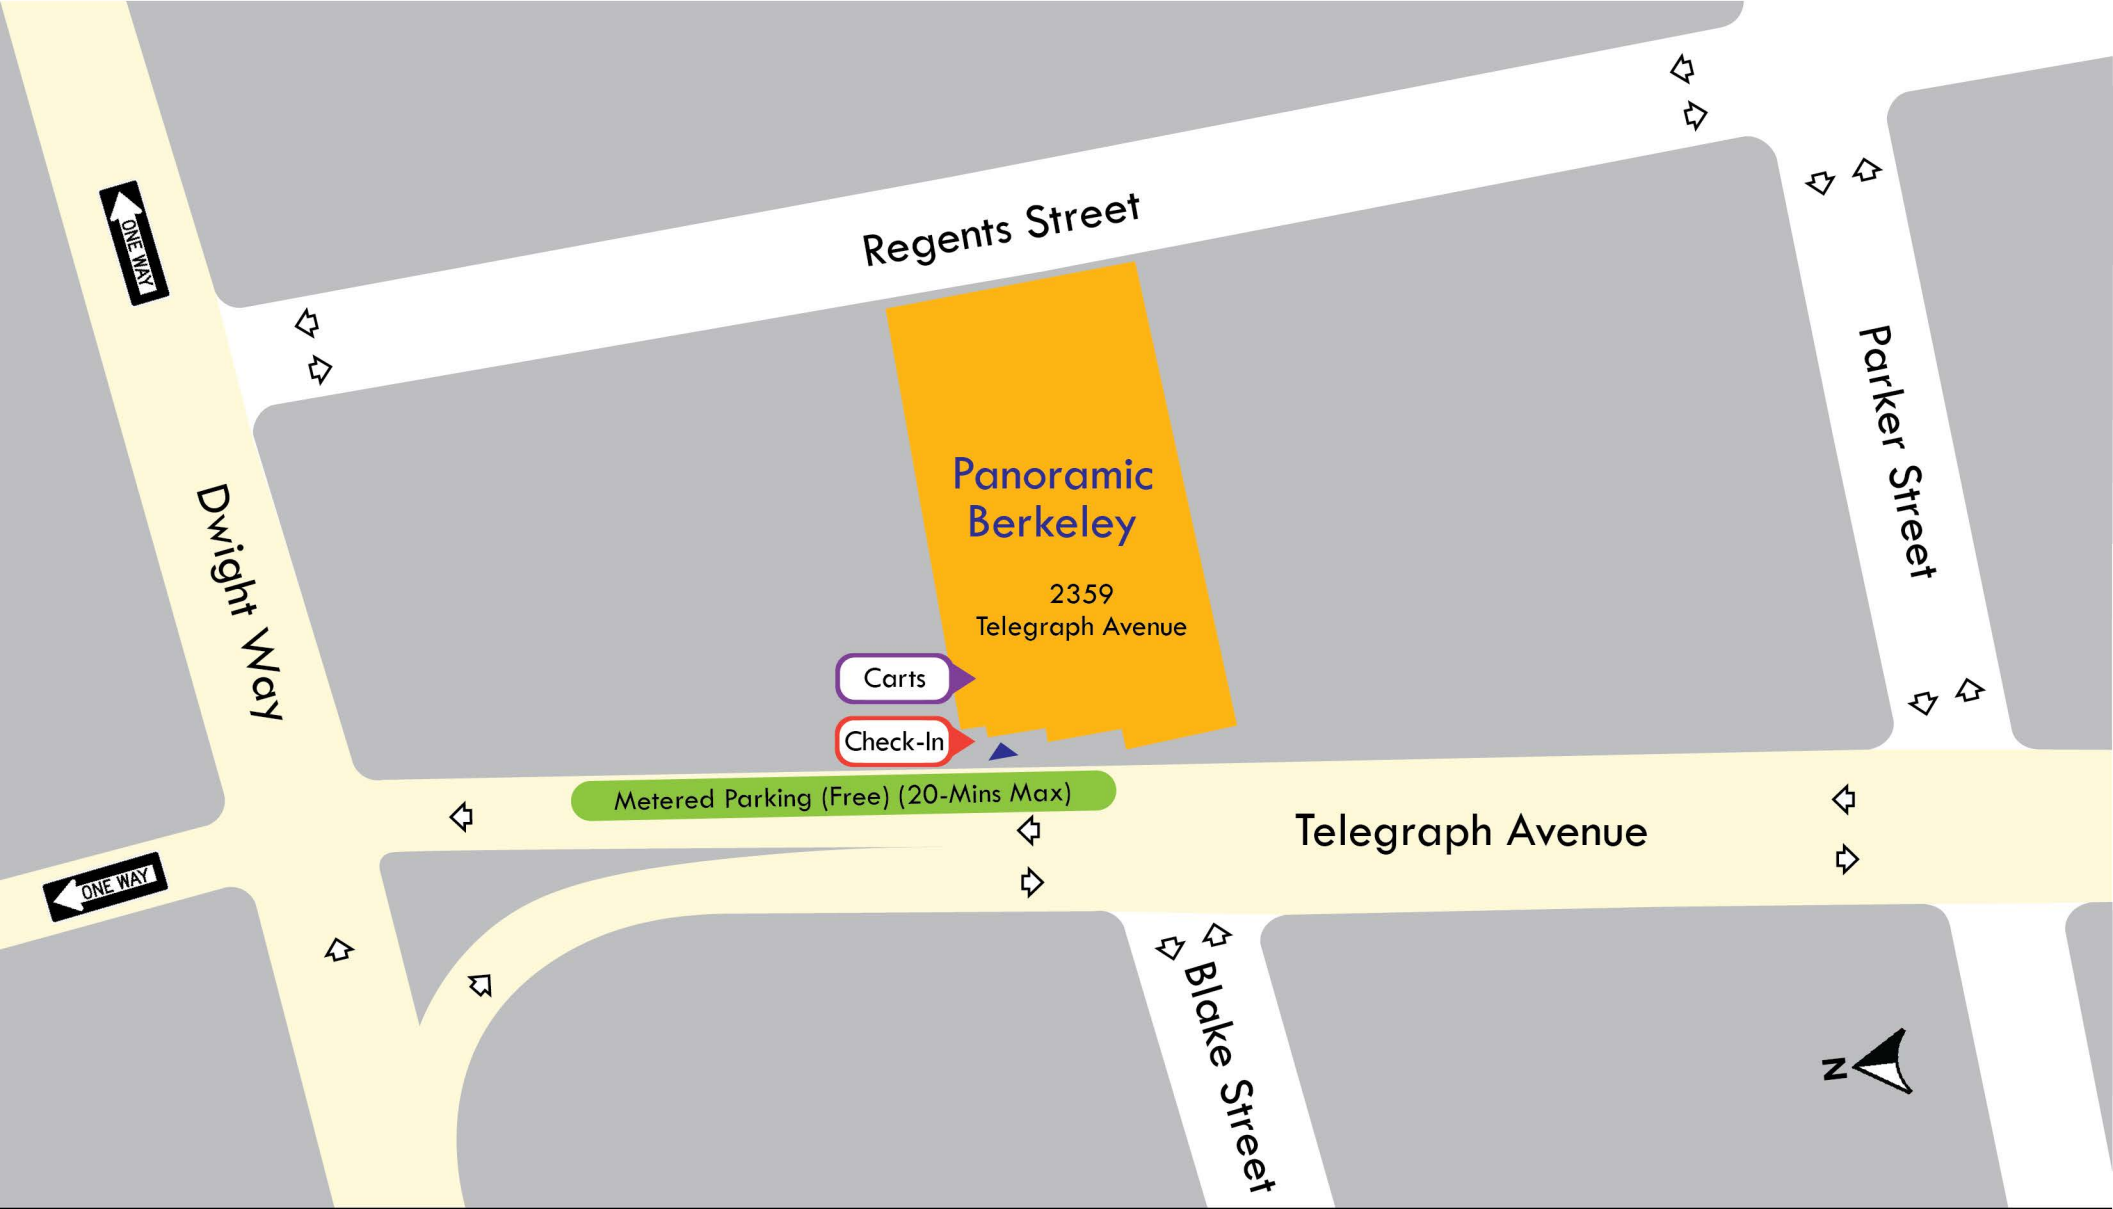 Regents Street
ONE WAY
Parker Street
Panoramic
Berkeley
2359
Telegraph Avenue
Dwight Way
Carts
Check-In
Metered Parking (Free) (20-Mins Max)
Telegraph Avenue
ONE WAY
Blake Street
N